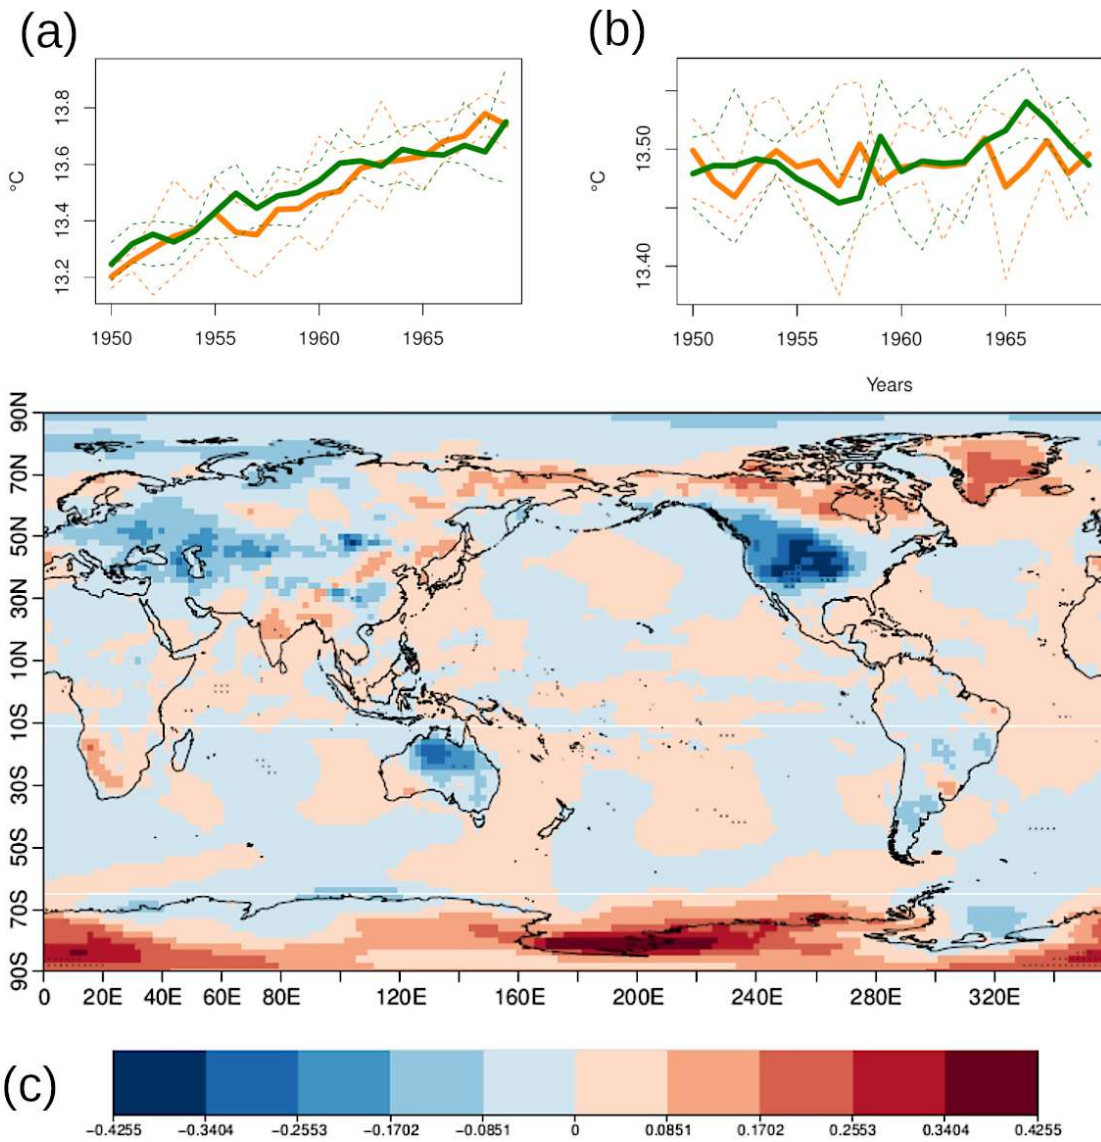 (a)
(b)
°C
13.8
13.6
13.4
13.2
1950 1955 1960 1965
°C
13.50
13.40
1950 1955 1960 1965
Years
90N
70N
50N
30N
10N
10S
30S
50S
70S
90S
0 20E 40E 60E 80E 120E 160E 200E 240E 280E 320E
(c)
−0.4255 −0.3404 −0.2553 −0.1702 −0.0851 0 0.0851 0.1702 0.2553 0.3404 0.4255